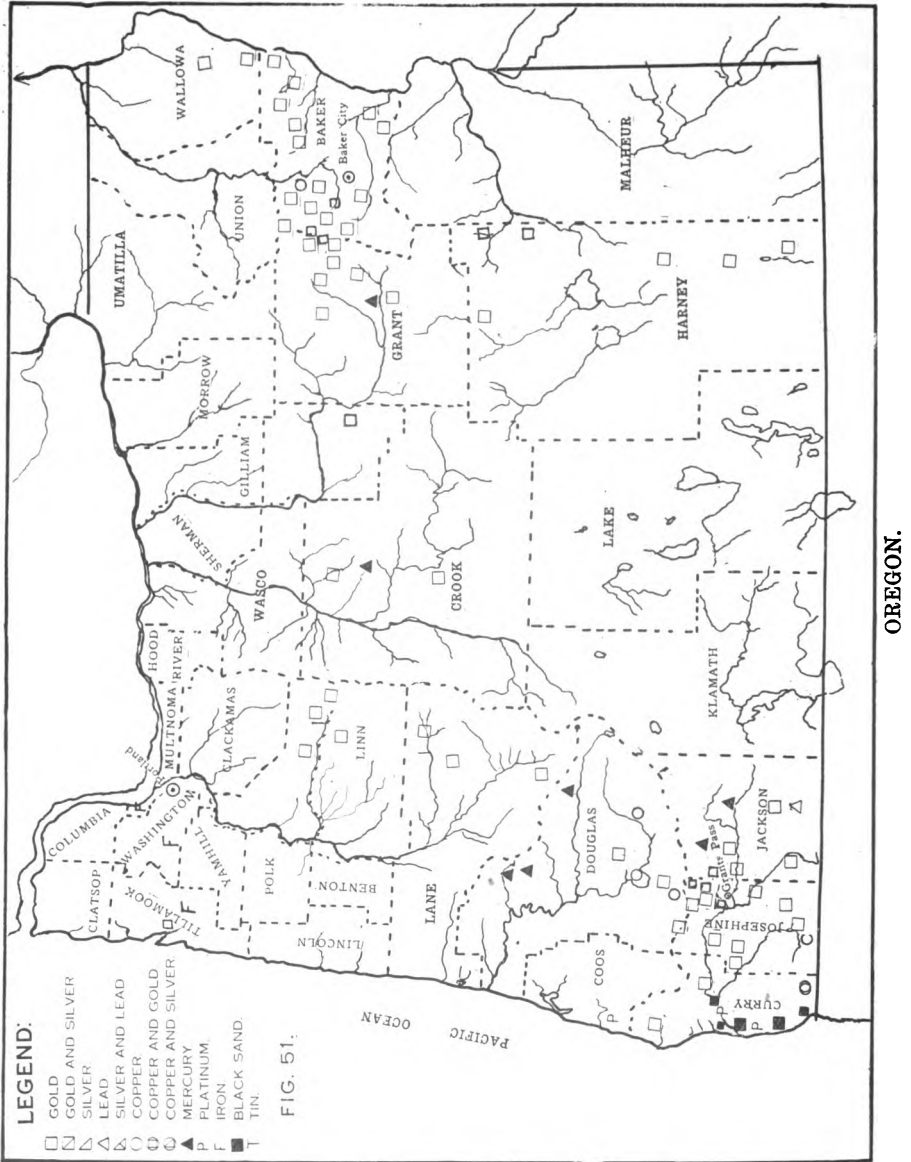 LEGEND:
GOLD
GOLD AND SILVER
SILVER
LEAD
SILVER AND LEAD
COPPER
COPPER AND GOLD
COPPER AND SILVER
MERCURY
P PLATINUM.
F IRON
BLACK SAND.
T TIN.
FIG. 51.
CLATSOP
COLUMBIA
TILLAMOOK
WASHINGTON
Portland
MULTNOMA
HOOD
RIVER
YAMHILL
CLACKAMAS
POLK
LINCOLN
BENTON
LINN
LANE
SHERMAN
WASCO
GILLIAM
MORROW
UMATILLA
UNION
WALLOWA
BAKER
Baker City
GRANT
CROOK
MALHEUR
HARNEY
LAKE
KLAMATH
DOUGLAS
COOS
CURRY
JOSEPHINE
Grants Pass
JACKSON
PACIFIC
OCEAN
F
F
F
P
P
P
OREGON.